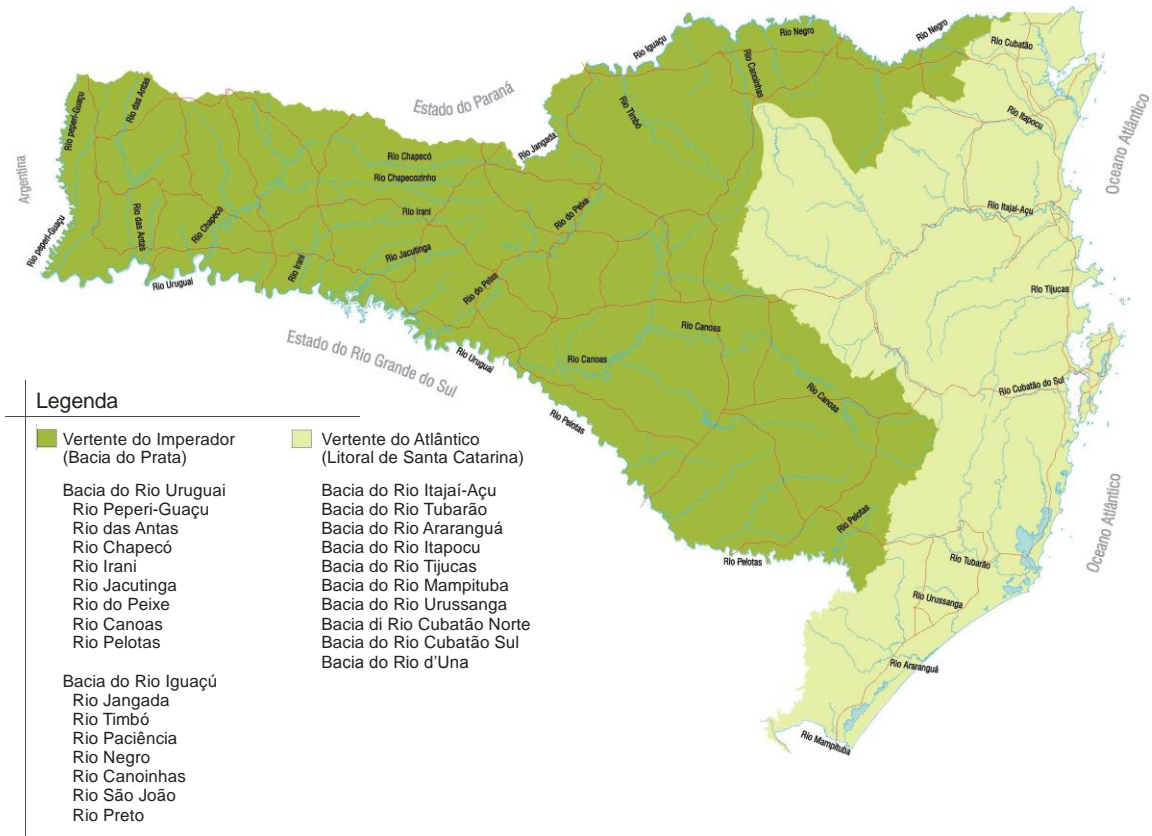 Rio Negro
Rio Negro
Rio Iguaçu
Rio Cubatão
Rio Canoinhas
Estado do Paraná
Rio peperi-Guaçu
Rio das Antas
Rio Timbó
Rio Itapocu
Oceano Atlântico
Rio Jangada
Rio Chapecó
Argentina
Rio Chapecozinho
Rio Irani
Rio do Peixe
Rio Itajaí-Açu
Rio das Antas
Rio Chapecó
Rio peperi-Guaçu
Rio Jacutinga
Rio Irani
Rio Uruguai
Rio do Peixe
Rio Tijucas
Rio Canoas
Estado do Rio Grande do Sul
Rio Uruguai
Rio Canoas
Rio Canoas
Rio Cubatão do Sul
Rio Pelotas
Rio Pelotas
Rio Pelotas
Oceano Atlântico
Rio Tubarão
Rio Urussanga
Rio Araranguá
Rio Mampituba
Legenda
Vertente do Imperador
(Bacia do Prata)
Bacia do Rio Uruguai
Rio Peperi-Guaçu
Rio das Antas
Rio Chapecó
Rio Irani
Rio Jacutinga
Rio do Peixe
Rio Canoas
Rio Pelotas
Bacia do Rio Iguaçú
Rio Jangada
Rio Timbó
Rio Paciência
Rio Negro
Rio Canoinhas
Rio São João
Rio Preto
Vertente do Atlântico
(Litoral de Santa Catarina)
Bacia do Rio Itajaí-Açu
Bacia do Rio Tubarão
Bacia do Rio Araranguá
Bacia do Rio Itapocu
Bacia do Rio Tijucas
Bacia do Rio Mampituba
Bacia do Rio Urussanga
Bacia di Rio Cubatão Norte
Bacia do Rio Cubatão Sul
Bacia do Rio d'Una